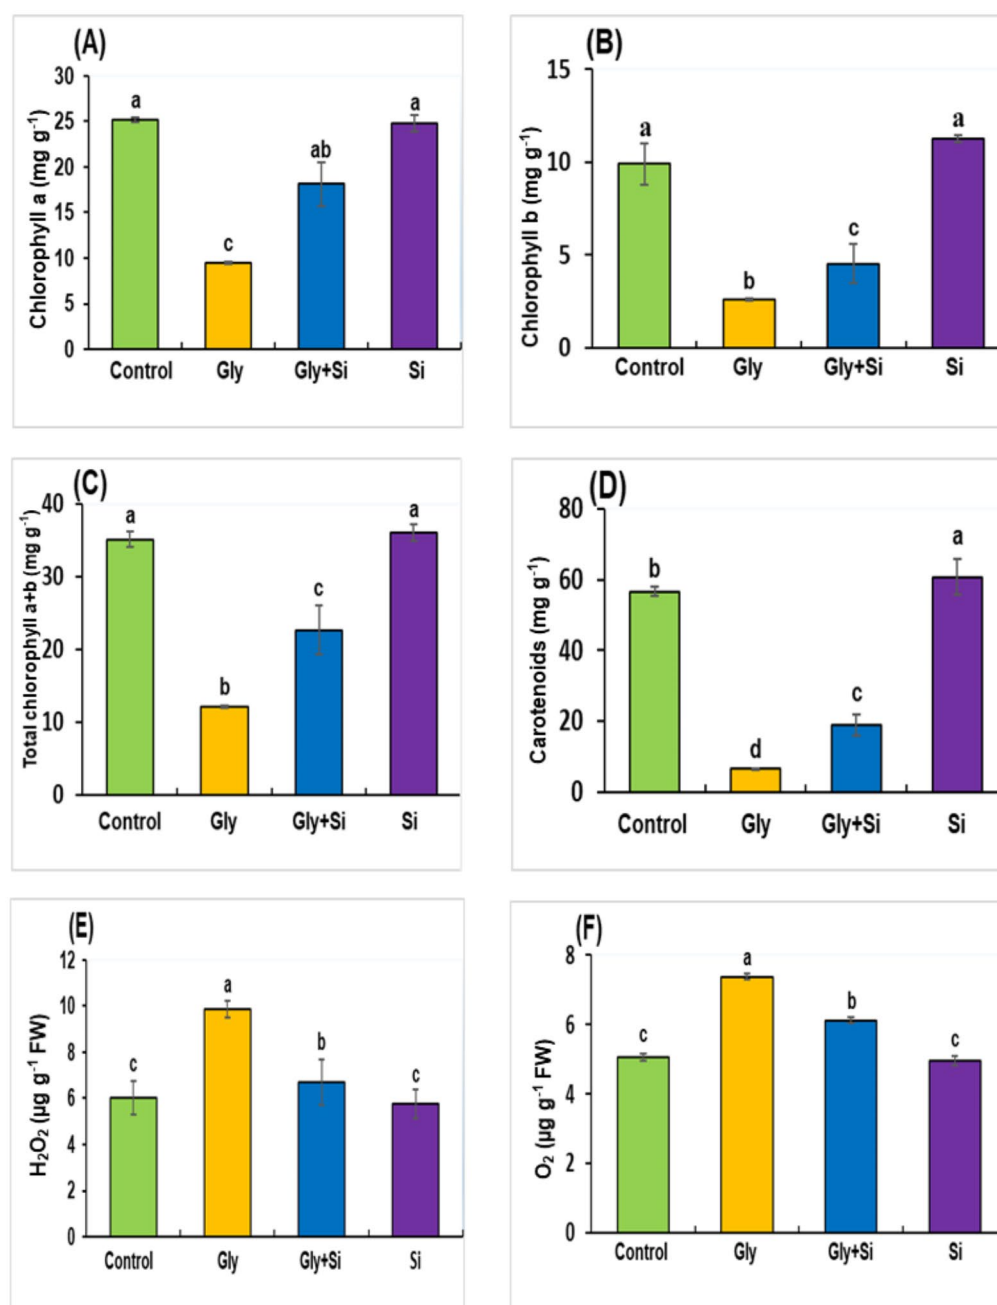 (A)
Chlorophyll a (mg g⁻¹)
30
25
20
15
10
5
0
a
c
ab
a
Control Gly Gly+Si Si
(B)
Chlorophyll b (mg g⁻¹)
15
10
5
0
a
b
c
a
Control Gly Gly+Si Si
(C)
Total chlorophyll a+b (mg g⁻¹)
40
30
20
10
0
a
b
c
a
Control Gly Gly+Si Si
(D)
Carotenoids (mg g⁻¹)
80
60
40
20
0
b
d
c
a
Control Gly Gly+Si Si
(E)
H₂O₂ (µg g⁻¹ FW)
12
10
8
6
4
2
0
c
a
b
c
Control Gly Gly+Si Si
(F)
O₂ (µg g⁻¹ FW)
8
6
4
2
0
c
a
b
c
Control Gly Gly+Si Si